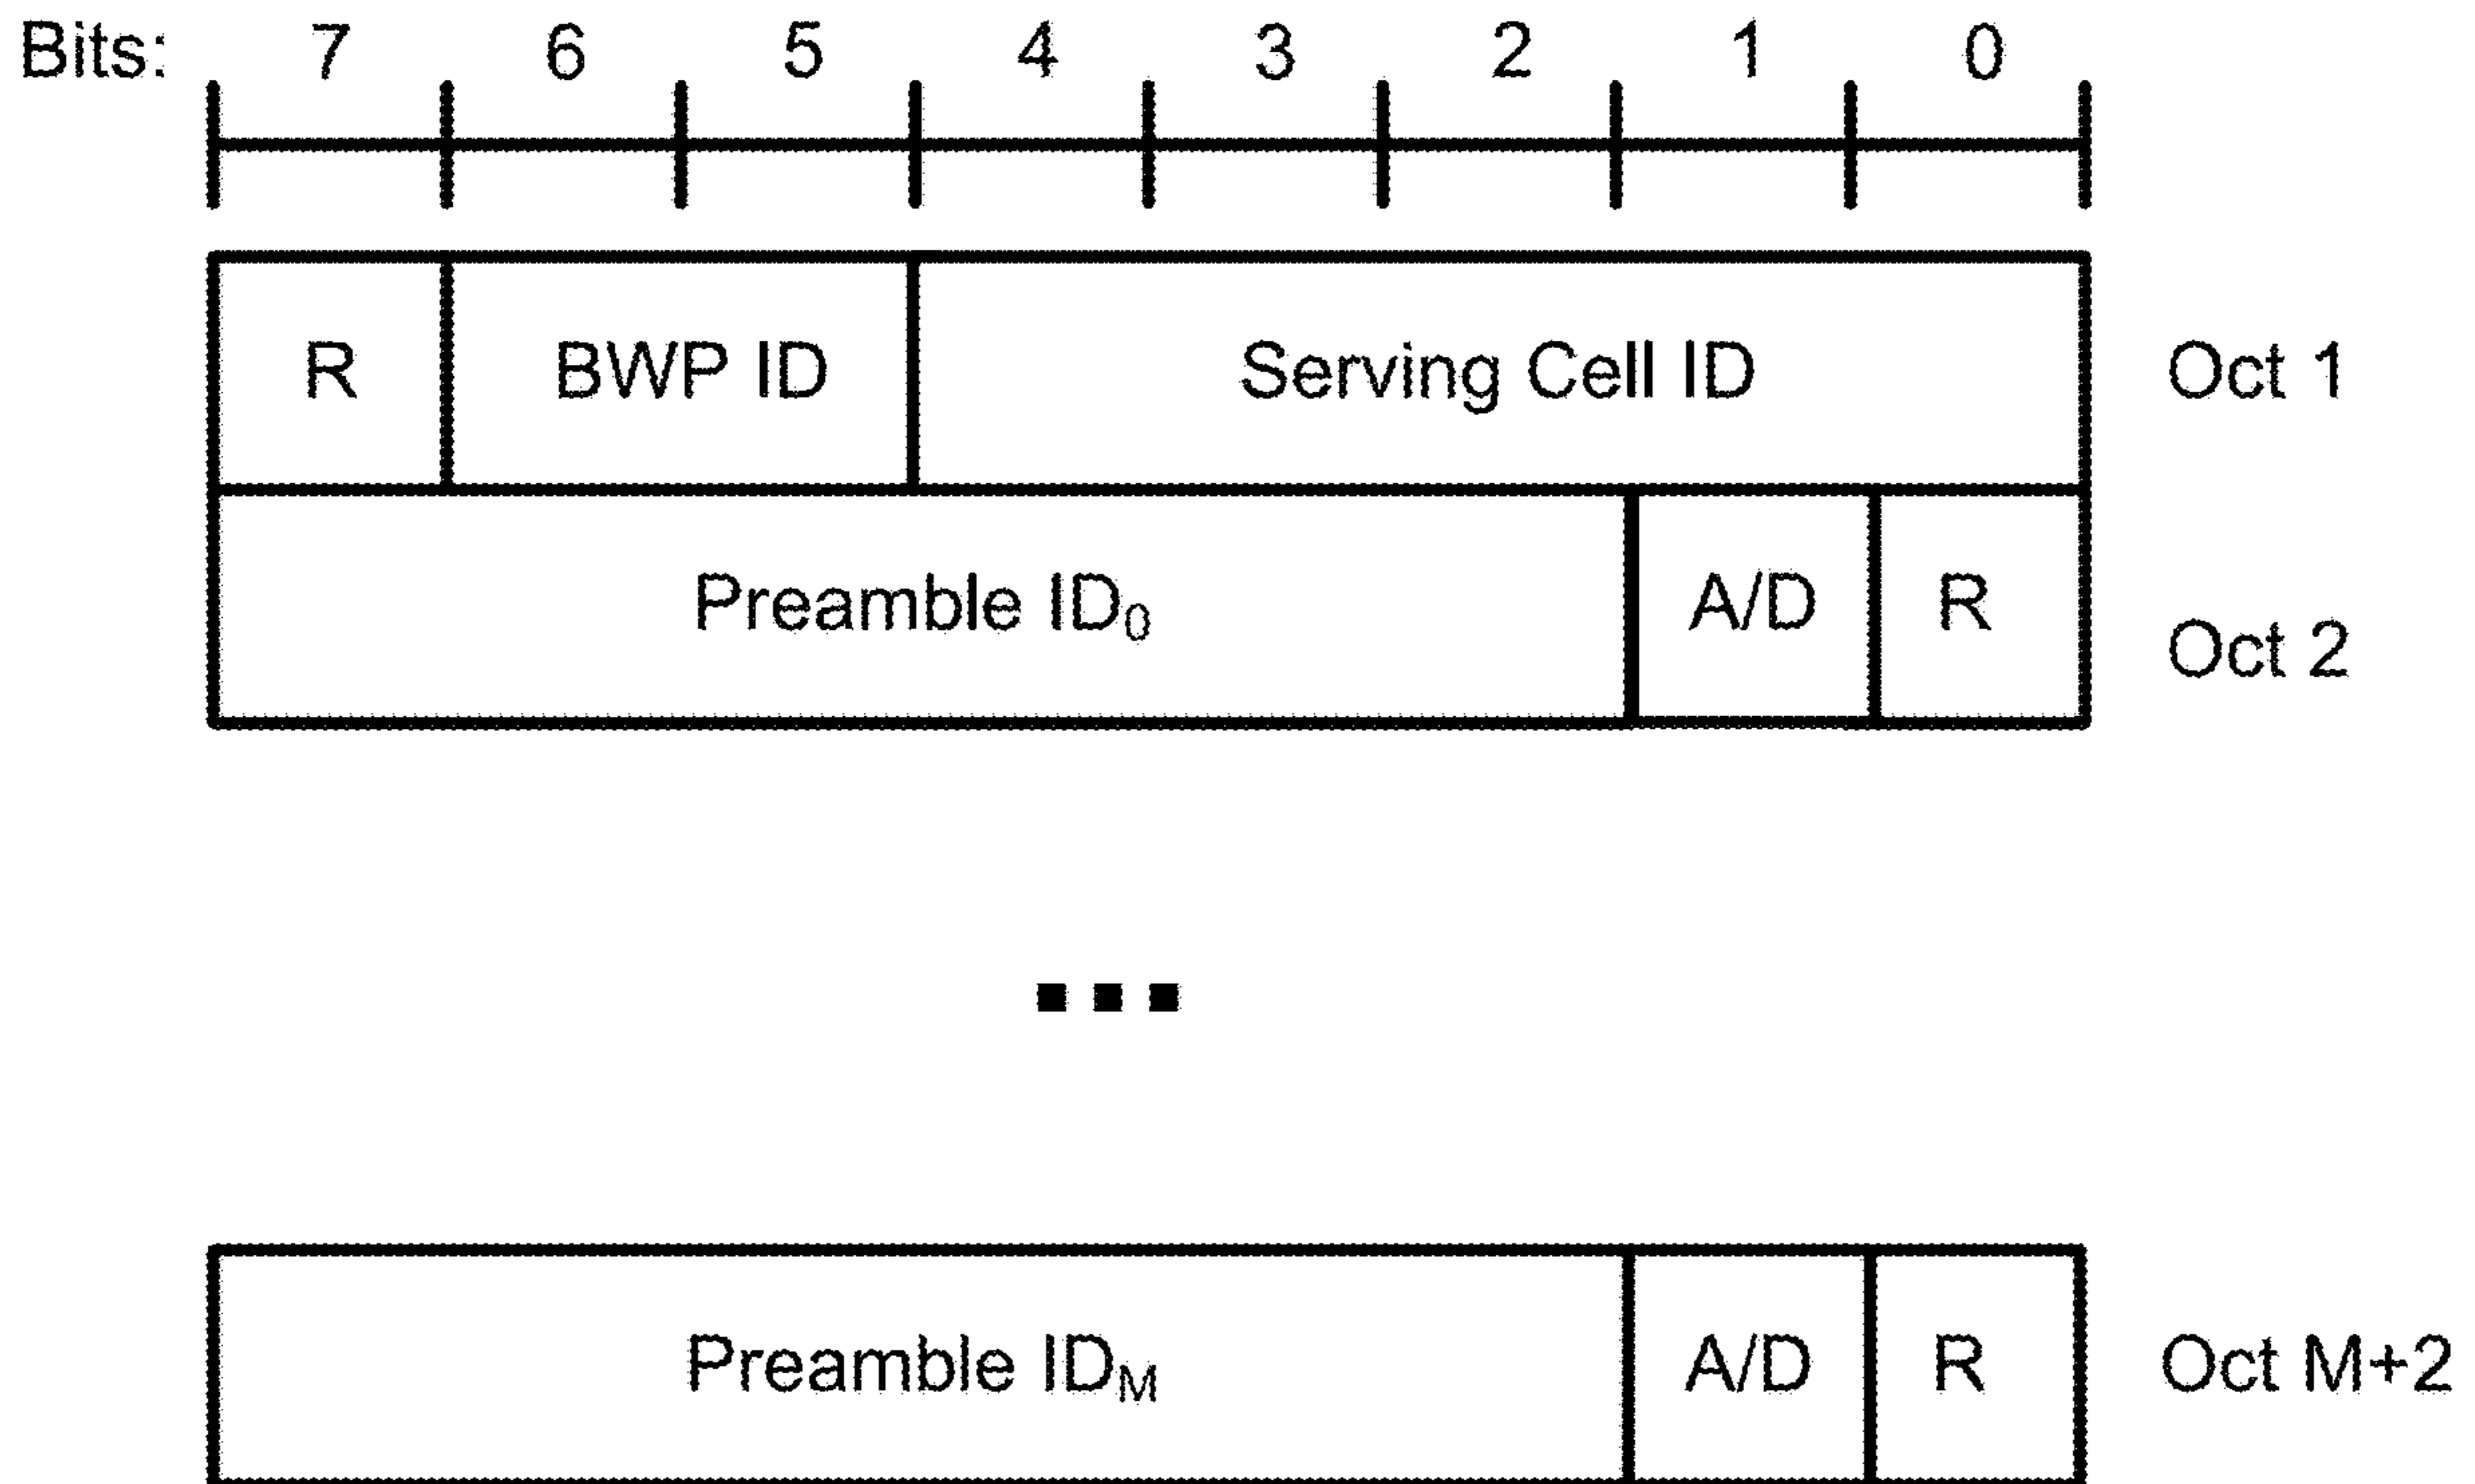 Bits: 7 6 5 4 3 2 1 0
R BWP ID Serving Cell ID Oct 1
Preamble ID₀ A/D R Oct 2
...
Preamble ID_M A/D R Oct M+2